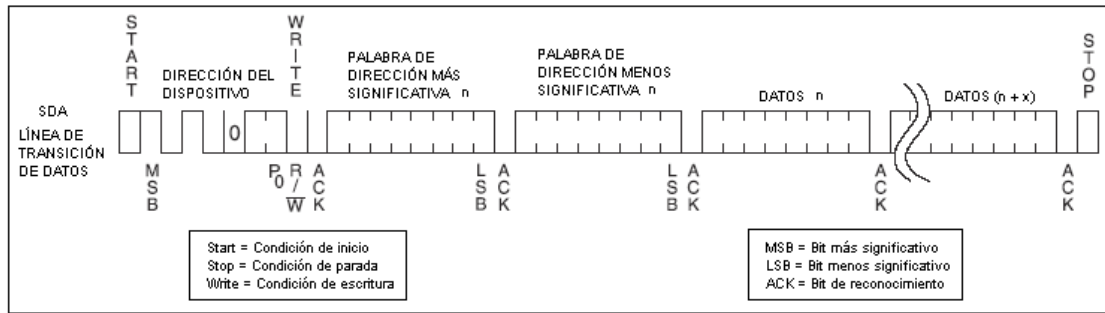 START
WRITE
STOP
DIRECCIÓN DEL
DISPOSITIVO
PALABRA DE
DIRECCIÓN MÁS
SIGNIFICATIVA n
PALABRA DE
DIRECCIÓN MENOS
SIGNIFICATIVA n
DATOS n
DATOS (n + x)
SDA
LÍNEA DE
TRANSICIÓN
DE DATOS
0
MSB
P0
R/W
ACK
LSB
ACK
LSB
ACK
ACK
ACK
Start = Condición de inicio
Stop = Condición de parada
Write = Condición de escritura
MSB = Bit más significativo
LSB = Bit menos significativo
ACK = Bit de reconocimiento